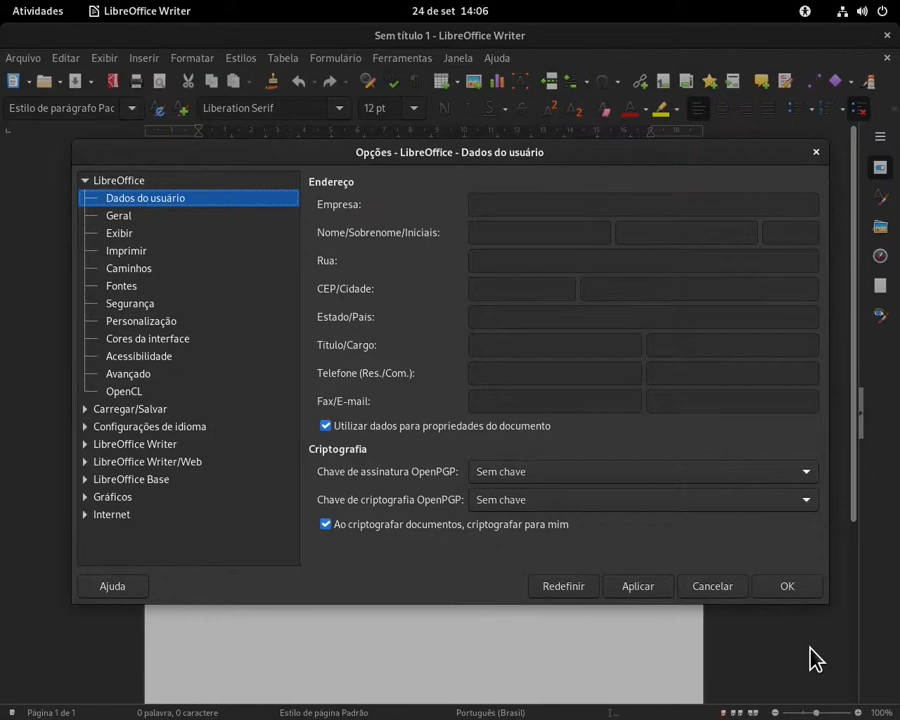 Atividades LibreOffice Writer 24 de set 14:06
Sem título 1 - LibreOffice Writer
Arquivo Editar Exibir Inserir Formatar Estilos Tabela Formulário Ferramentas Janela Ajuda
Estilo de parágrafo Pac Liberation Serif 12 pt
Opções - LibreOffice - Dados do usuário
LibreOffice
Dados do usuário
Geral
Exibir
Imprimir
Caminhos
Fontes
Segurança
Personalização
Cores da interface
Acessibilidade
Avançado
OpenCL
Carregar/Salvar
Configurações de idioma
LibreOffice Writer
LibreOffice Writer/Web
LibreOffice Base
Gráficos
Internet
Endereço
Empresa:
Nome/Sobrenome/Iniciais:
Rua:
CEP/Cidade:
Estado/País:
Título/Cargo:
Telefone (Res./Com.):
Fax/E-mail:
Utilizar dados para propriedades do documento
Criptografia
Chave de assinatura OpenPGP: Sem chave
Chave de criptografia OpenPGP: Sem chave
Ao criptografar documentos, criptografar para mim
Ajuda Redefinir Aplicar Cancelar OK
Página 1 de 1 0 palavra, 0 caractere Estilo de página Padrão Português (Brasil) 100%